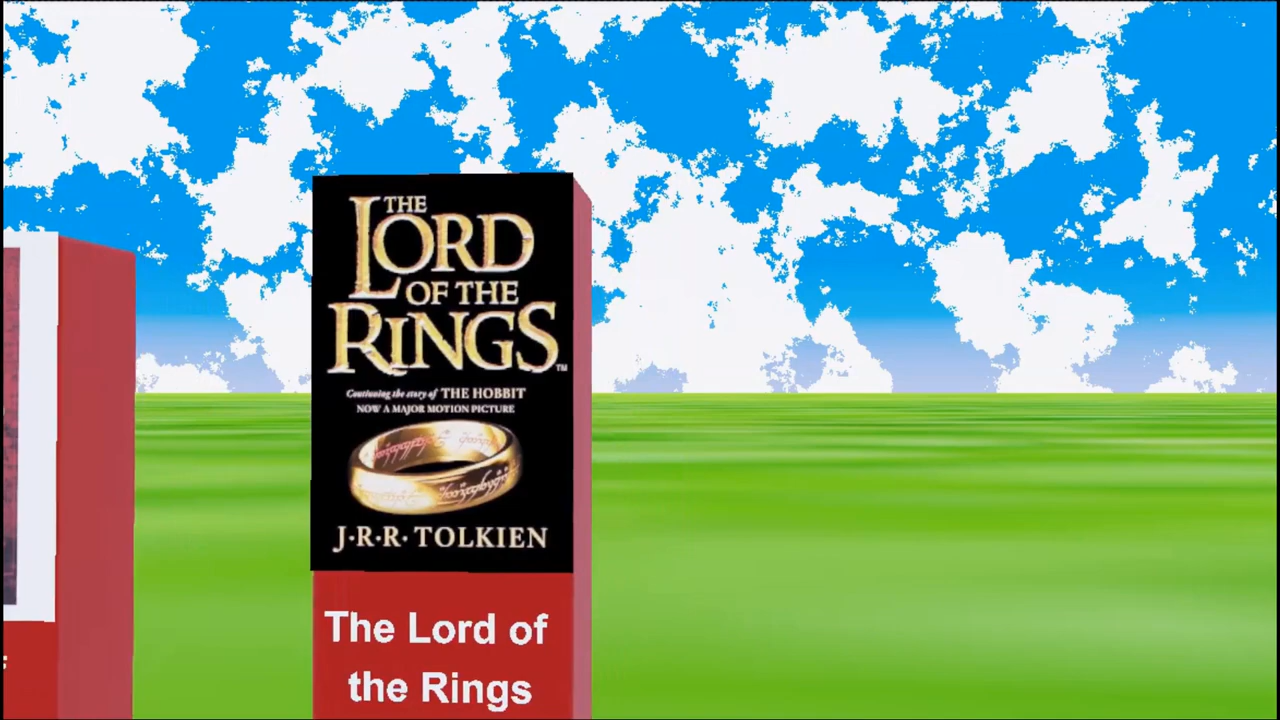 THE
LORD
OF THE
RINGS™
Continuing the story of THE HOBBIT
NOW A MAJOR MOTION PICTURE
J·R·R· TOLKIEN
The Lord of
the Rings